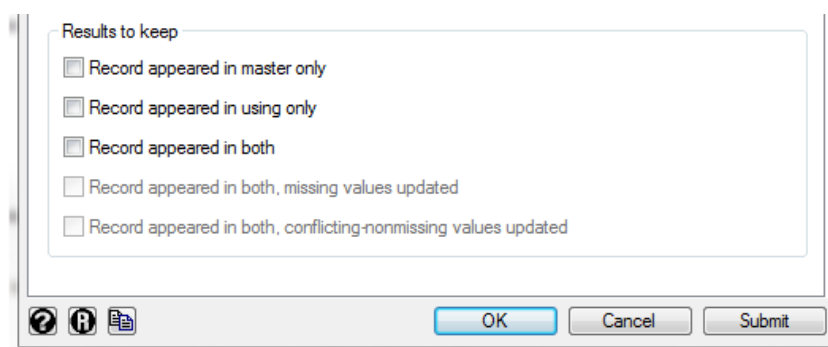 Results to keep
Record appeared in master only
Record appeared in using only
Record appeared in both
Record appeared in both, missing values updated
Record appeared in both, conflicting-nonmissing values updated
? R OK Cancel Submit